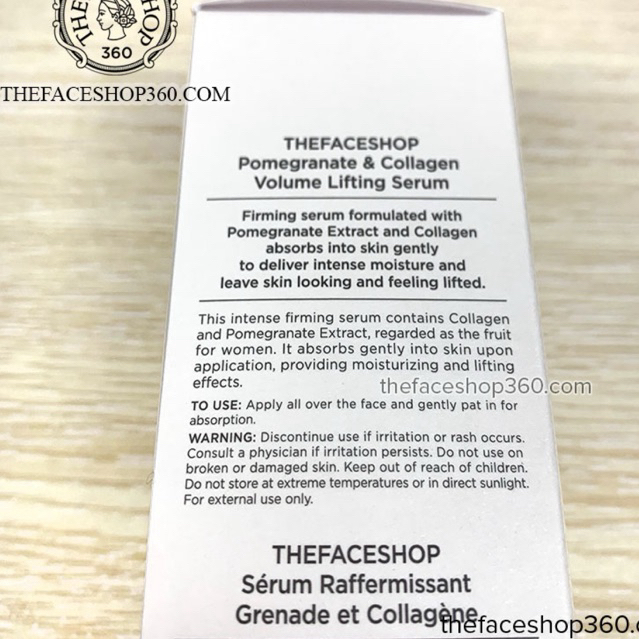 360
THEFACESHOP360.COM
THEFACESHOP
Pomegranate & Collagen
Volume Lifting Serum
Firming serum formulated with
Pomegranate Extract and Collagen
absorbs into skin gently
to deliver intense moisture and
leave skin looking and feeling lifted.
This intense firming serum contains Collagen
and Pomegranate Extract, regarded as the fruit
for women. It absorbs gently into skin upon
application, providing moisturizing and lifting
effects.
thefaceshop360.com
TO USE: Apply all over the face and gently pat in for
absorption.
WARNING: Discontinue use if irritation or rash occurs.
Consult a physician if irritation persists. Do not use on
broken or damaged skin. Keep out of reach of children.
Do not store at extreme temperatures or in direct sunlight.
For external use only.
THEFACESHOP
Sérum Raffermissant
Grenade et Collagène
thefaceshop360.